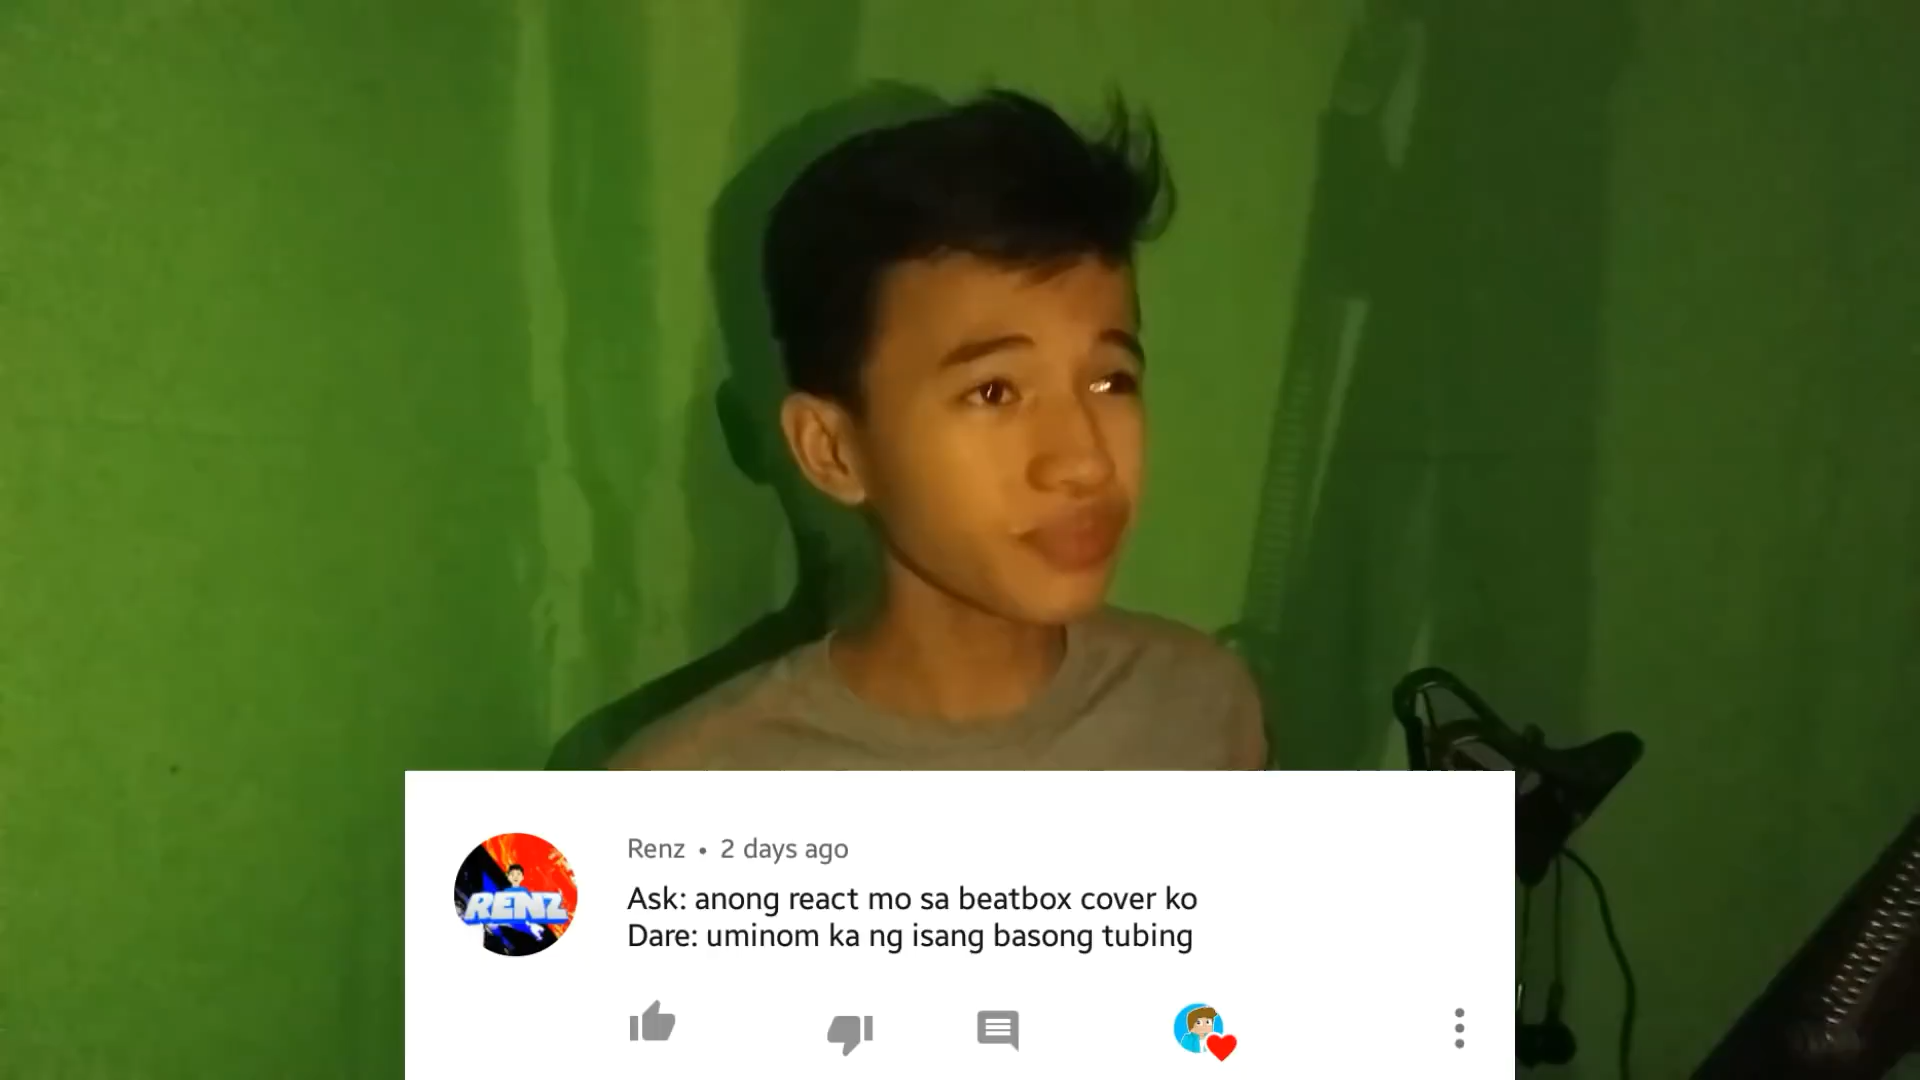 Renz • 2 days ago
RENZ
Ask: anong react mo sa beatbox cover ko
Dare: uminom ka ng isang basong tubing